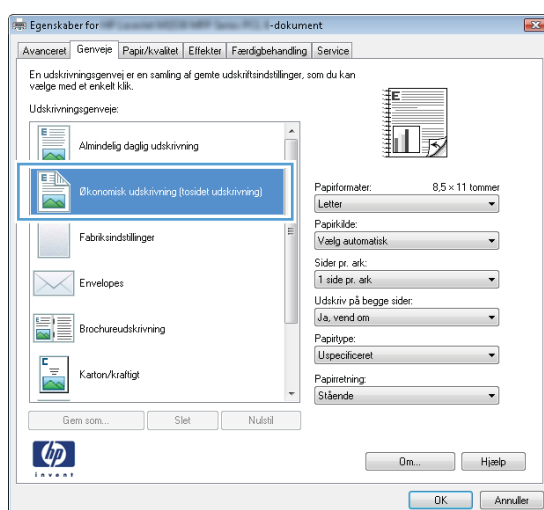 Egenskaber for -dokument
Avanceret Genveje Papir/kvalitet Effekter Færdigbehandling Service
En udskrivningsgenvej er en samling af gemte udskriftsindstillinger, som du kan
vælge med et enkelt klik.
Udskrivningsgenveje:
E
Almindelig daglig udskrivning
E
Økonomisk udskrivning (tosidet udskrivning)
Fabriksindstillinger
Envelopes
Brochureudskrivning
Karton/kraftigt
Gem som... Slet Nulstil
E
Papirformater: 8,5 × 11 tommer
Letter
Papirkilde:
Vælg automatisk
Sider pr. ark:
1 side pr. ark
Udskriv på begge sider:
Ja, vend om
Papirtype:
Uspecificeret
Papirretning:
Stående
hp
invent
Om... Hjælp
OK Annuller